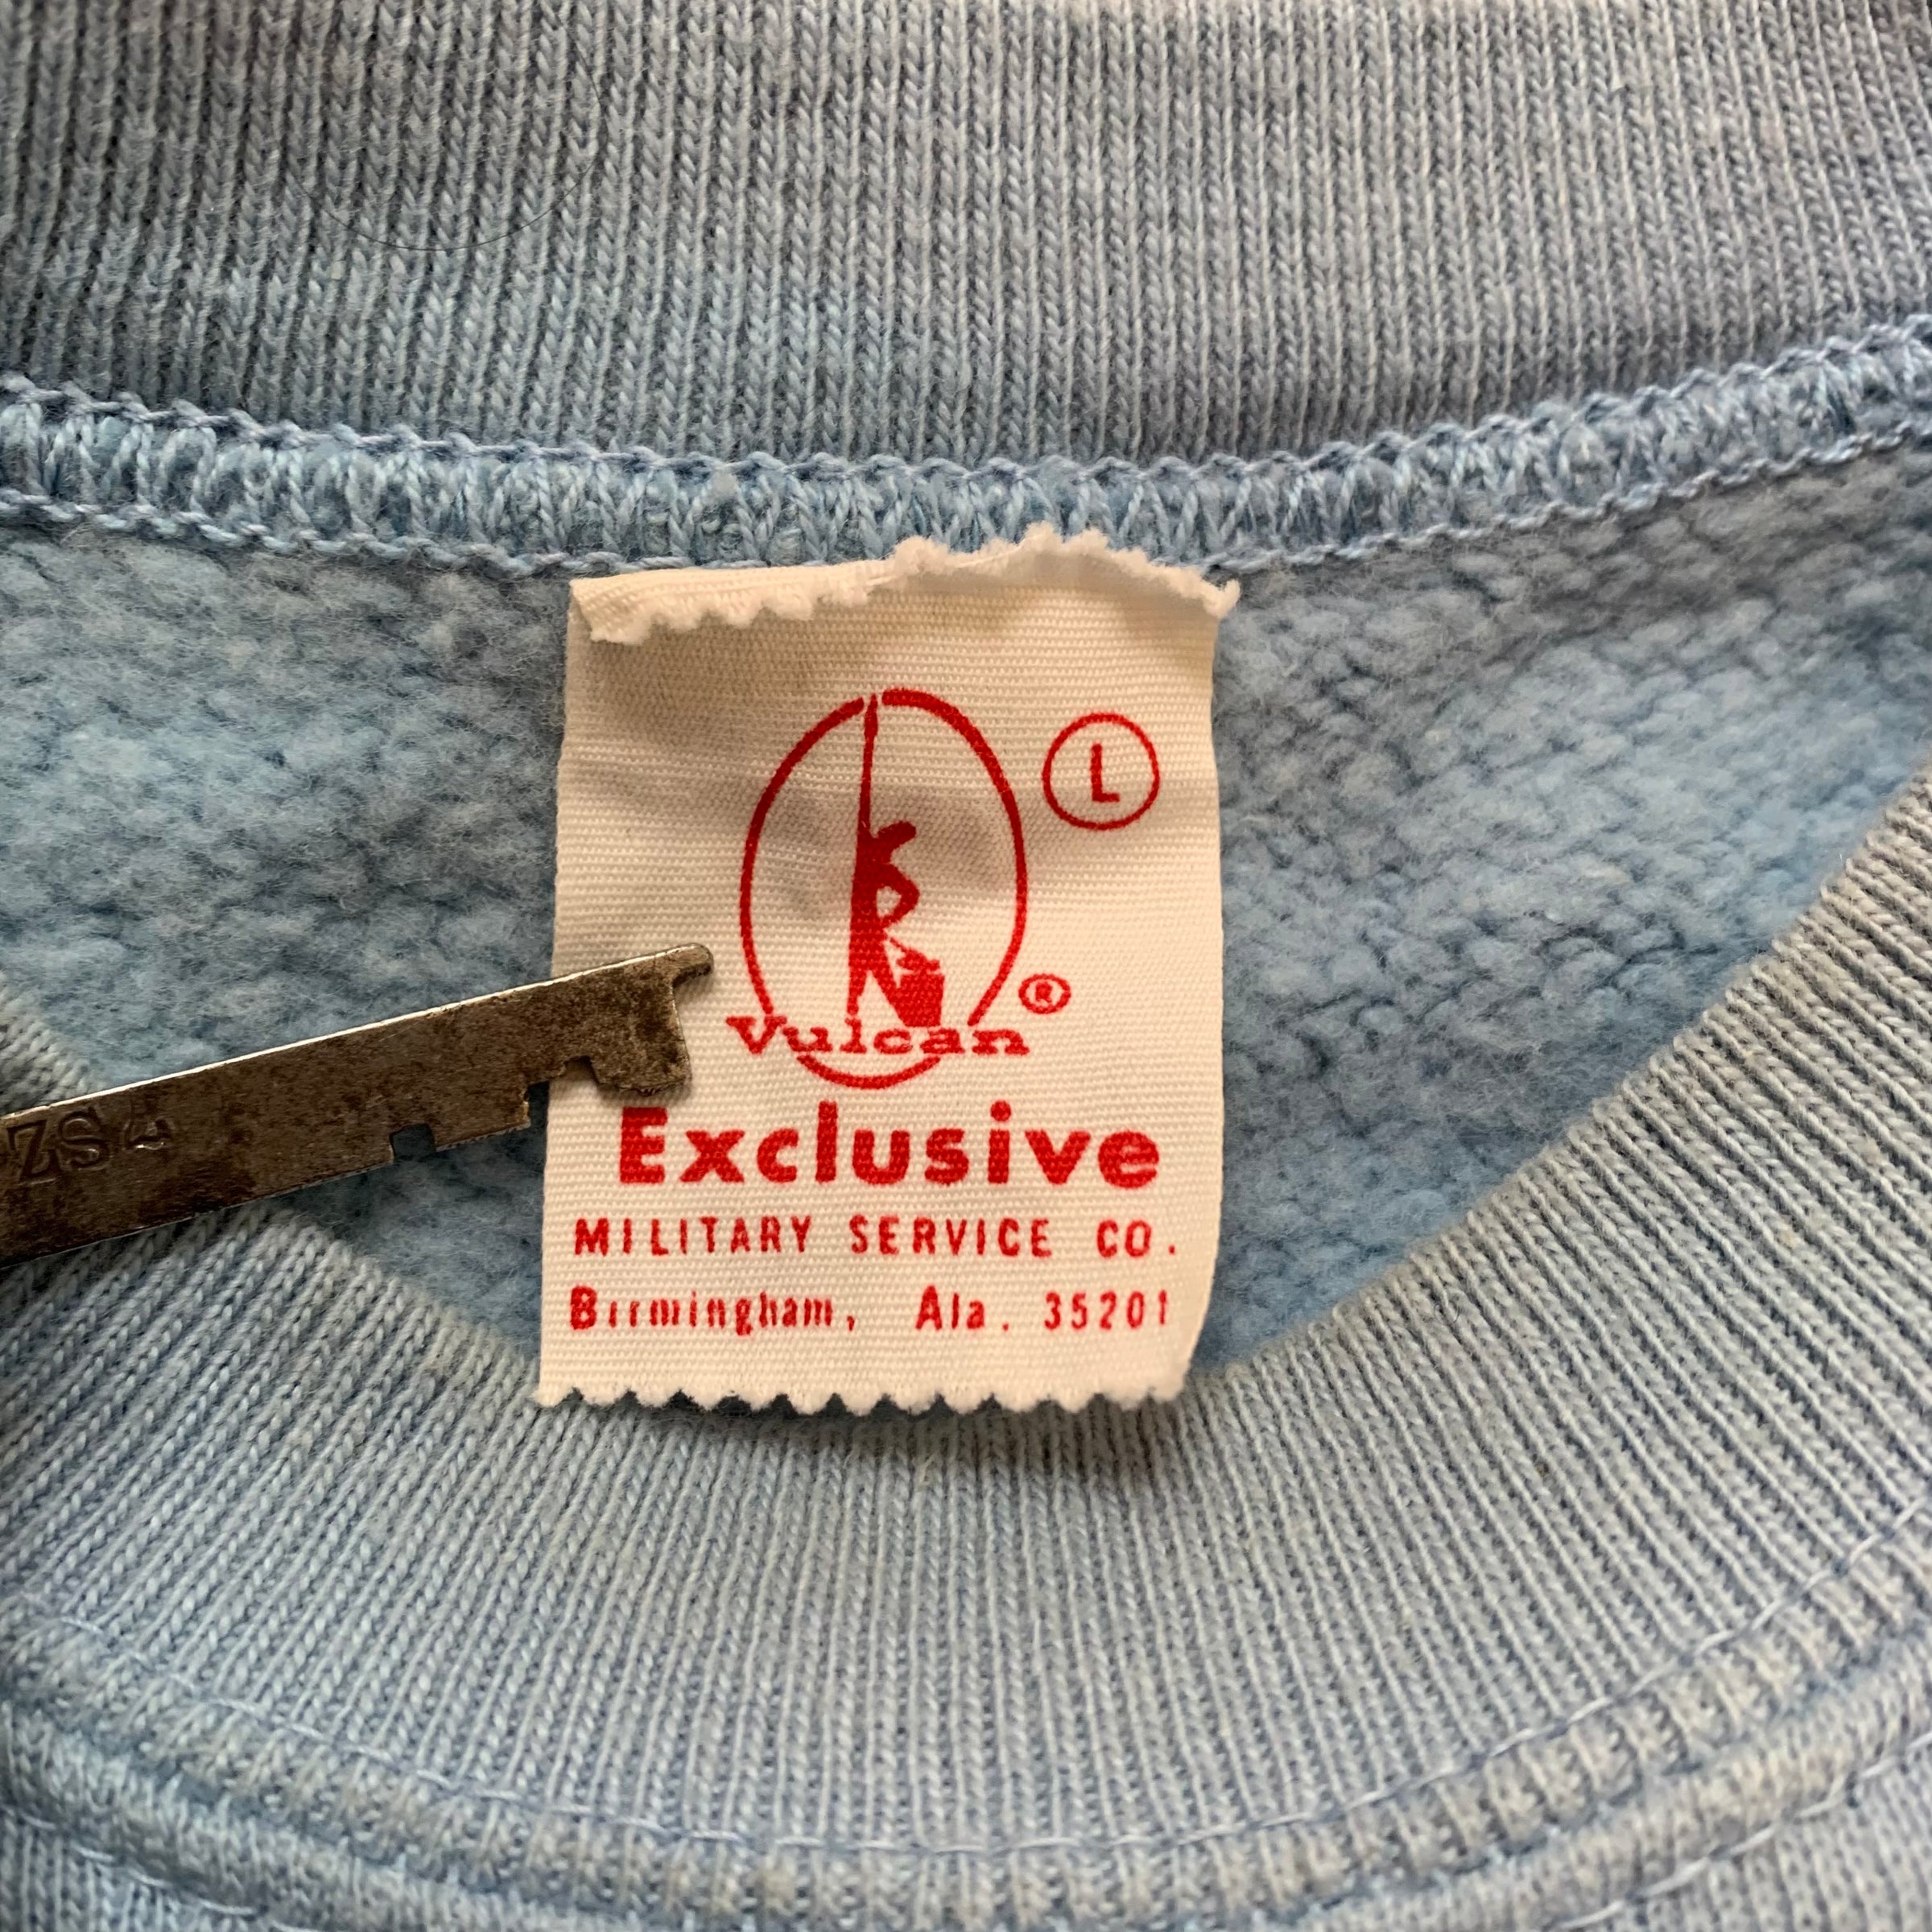 L
Vulcan®
Exclusive
MILITARY SERVICE CO.
Birmingham, Ala. 35201